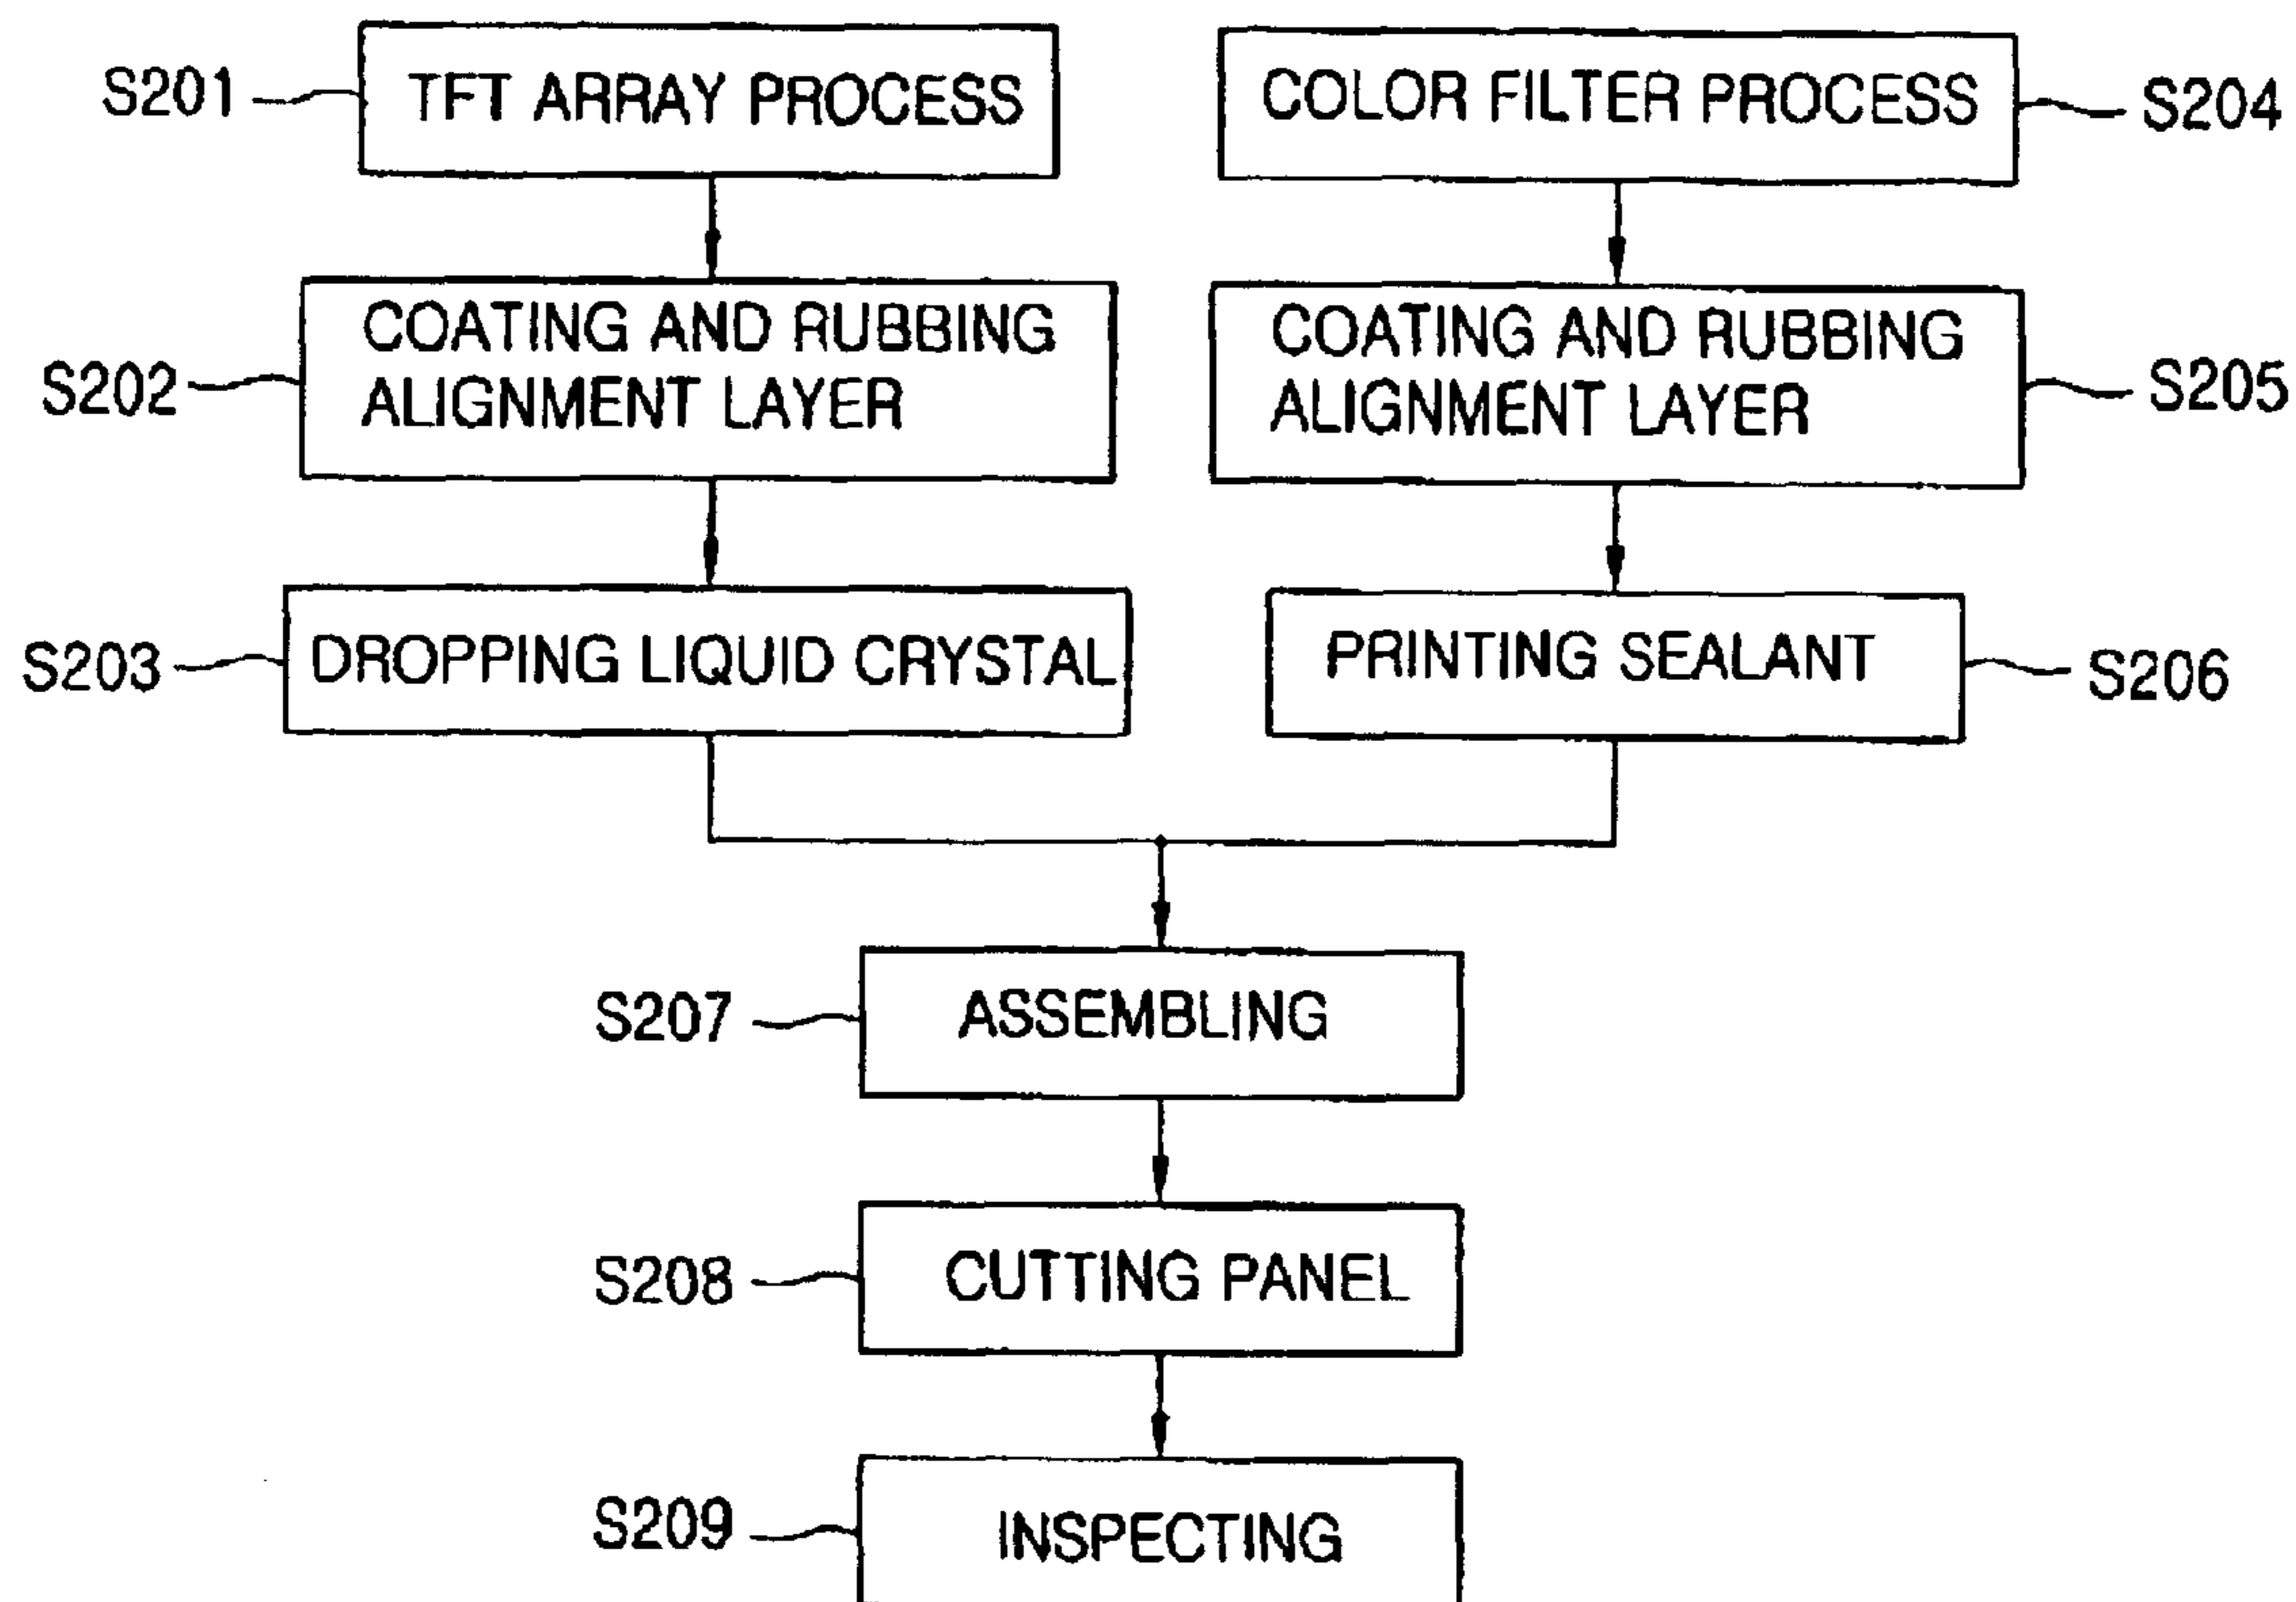 S201
TFT ARRAY PROCESS
COLOR FILTER PROCESS
S204
S202
COATING AND RUBBING
ALIGNMENT LAYER
COATING AND RUBBING
ALIGNMENT LAYER
S205
S203
DROPPING LIQUID CRYSTAL
PRINTING SEALANT
S206
S207
ASSEMBLING
S208
CUTTING PANEL
S209
INSPECTING